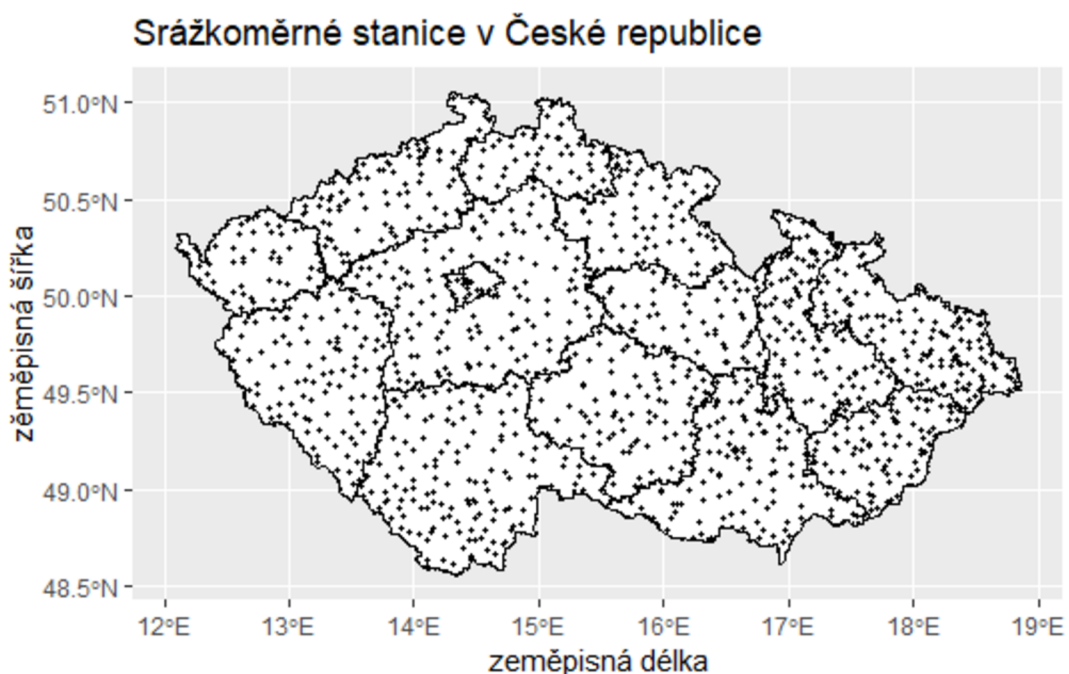 Srážkoměrné stanice v České republice
51.0°N
50.5°N
50.0°N
49.5°N
49.0°N
48.5°N
zěměpisná šířka
12°E 13°E 14°E 15°E 16°E 17°E 18°E 19°E
zeměpisná délka